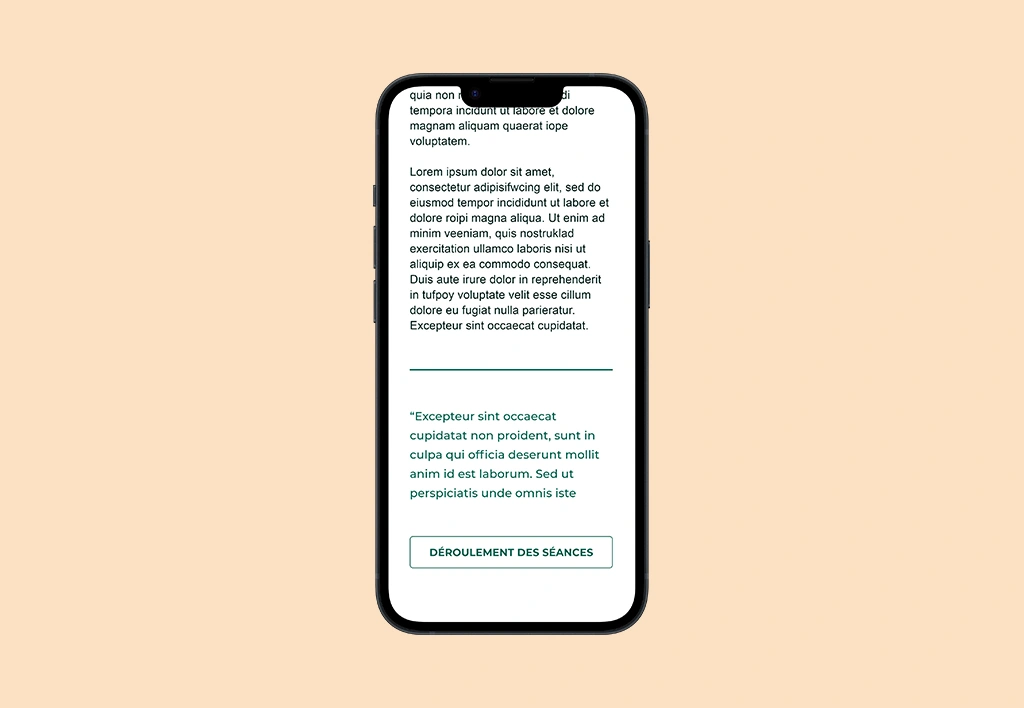 quia non
tempora incidunt ut labore et dolore
magnam aliquam quaerat iope
voluptatem.
Lorem ipsum dolor sit amet,
consectetur adipisifwcing elit, sed do
eiusmod tempor incididunt ut labore et
dolore roipi magna aliqua. Ut enim ad
minim veeniam, quis nostruklad
exercitation ullamco laboris nisi ut
aliquip ex ea commodo consequat.
Duis aute irure dolor in reprehenderit
in tufpoy voluptate velit esse cillum
dolore eu fugiat nulla parieratur.
Excepteur sint occaecat cupidatat.
“Excepteur sint occaecat
cupidatat non proident, sunt in
culpa qui officia deserunt mollit
anim id est laborum. Sed ut
perspiciatis unde omnis iste
DÉROULEMENT DES SÉANCES